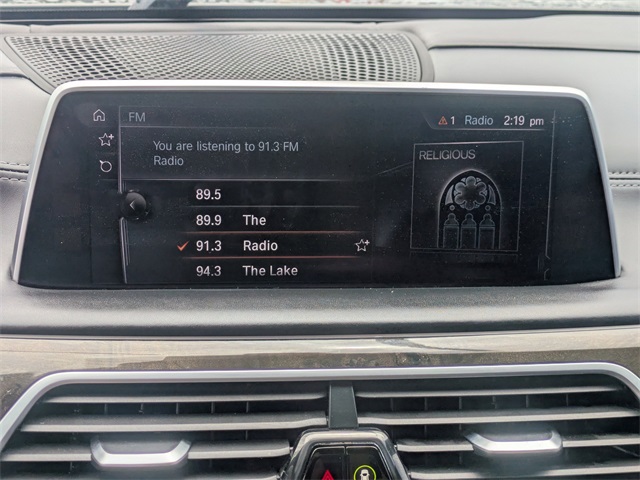 FM
1 Radio 2:19 pm
You are listening to 91.3 FM
Radio
RELIGIOUS
89.5
89.9 The
91.3 Radio
94.3 The Lake